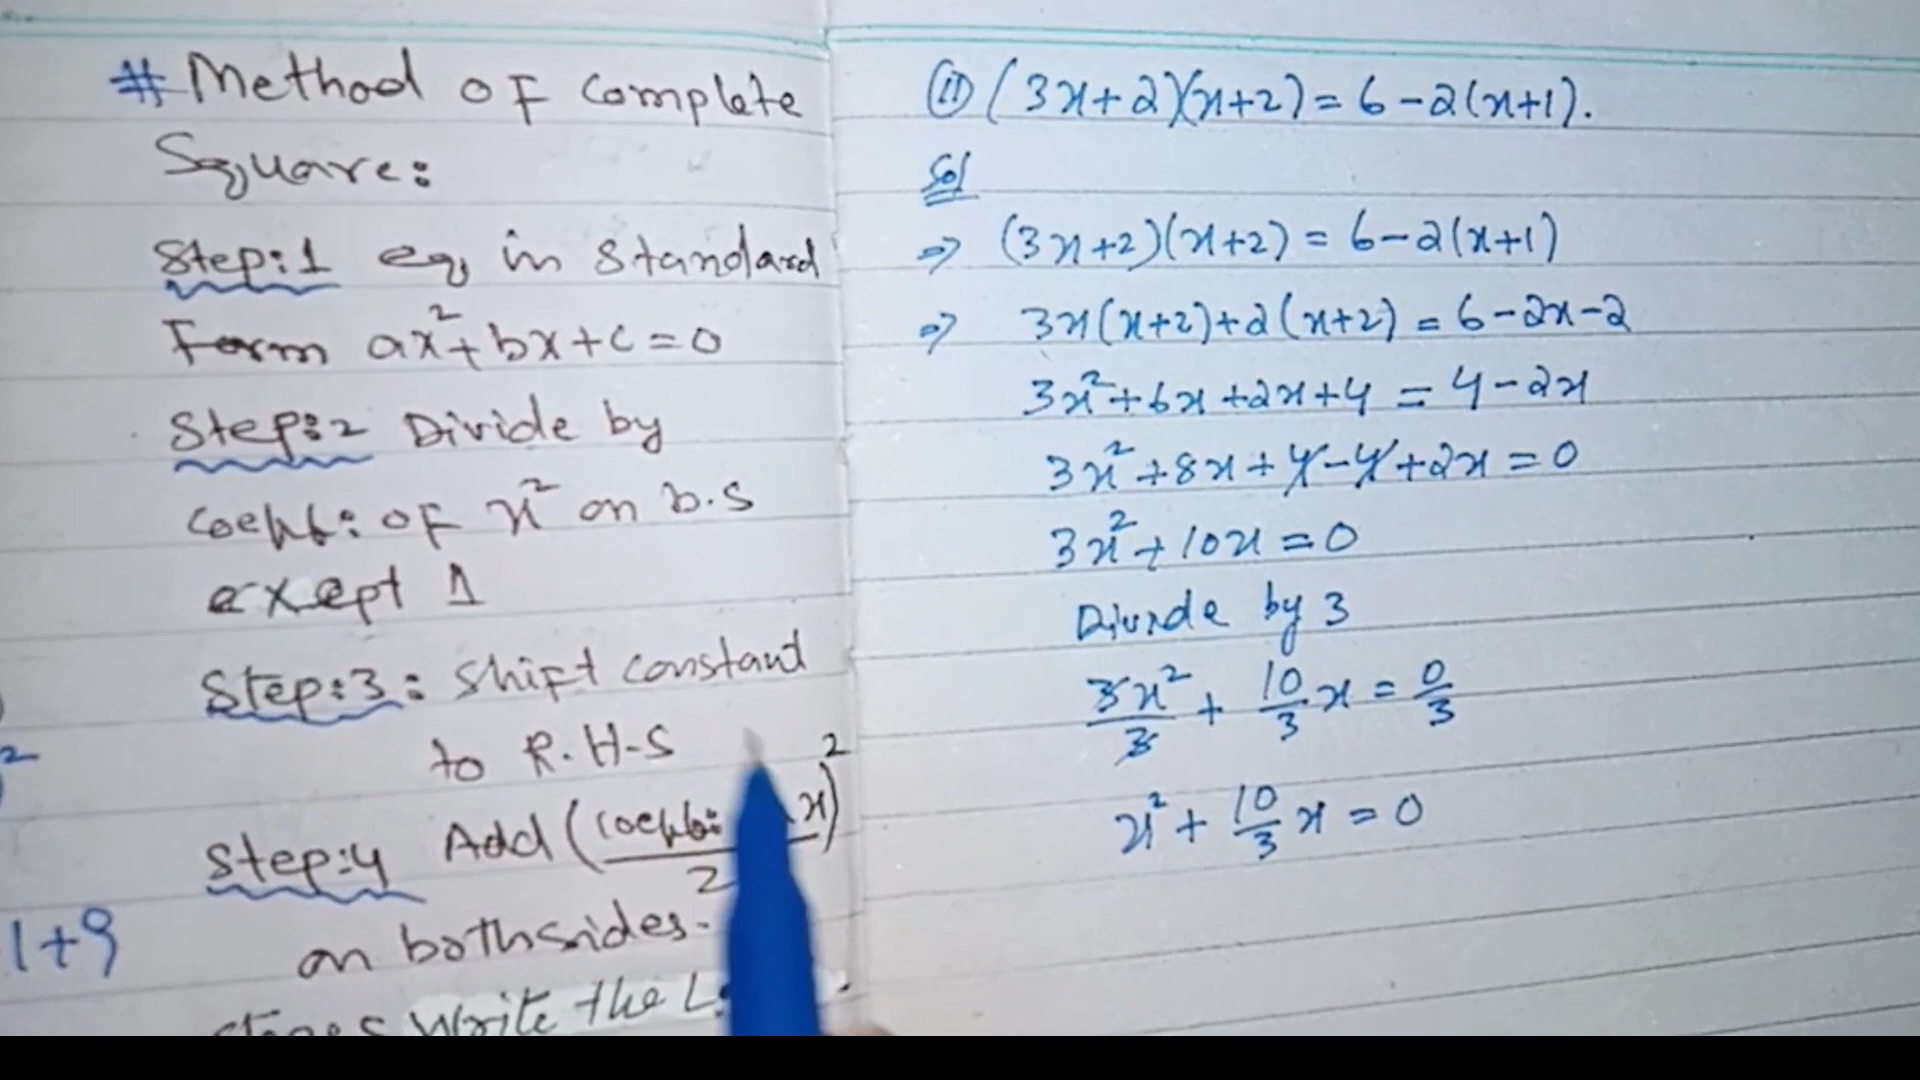 # Method of Complete
Square:
Step:1 eq in standard
Form ax²+bx+c=0
Step:2 Divide by
Coeff: of x² on b.s
except 1
Step:3: Shift constant
to R.H-S
Step:4 Add (coeff: x/2)²
on bothsides.
Write the L
²
1+9
(ii) (3x+2)(x+2)=6-2(x+1).
Sol
⇒ (3x+2)(x+2)=6-2(x+1)
⇒ 3x(x+2)+2(x+2)=6-2x-2
3x²+6x+2x+4=4-2x
3x²+8x+4-4+2x=0
3x²+10x=0
Divide by 3
3x²/3 + 10/3 x = 0/3
x²+10/3 x=0